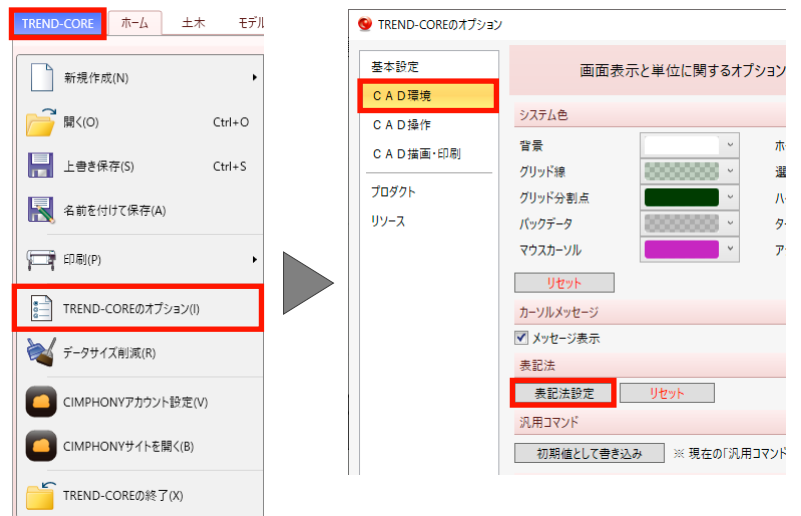 TREND-CORE ホーム 土木 モデル
新規作成(N)
開く(O) Ctrl+O
上書き保存(S) Ctrl+S
名前を付けて保存(A)
印刷(P)
TREND-COREのオプション(I)
データサイズ削減(R)
CIMPHONYアカウント設定(V)
CIMPHONYサイトを開く(B)
TREND-COREの終了(X)
TREND-COREのオプション
基本設定
ＣＡＤ環境
ＣＡＤ操作
ＣＡＤ描画・印刷
プロダクト
リソース
画面表示と単位に関するオプション
システム色
背景 ホ
グリッド線 選
グリッド分割点 ハ
バックデータ タ
マウスカーソル ア
リセット
カーソルメッセージ
メッセージ表示
表記法
表記法設定 リセット
汎用コマンド
初期値として書き込み ※ 現在の「汎用コマンド